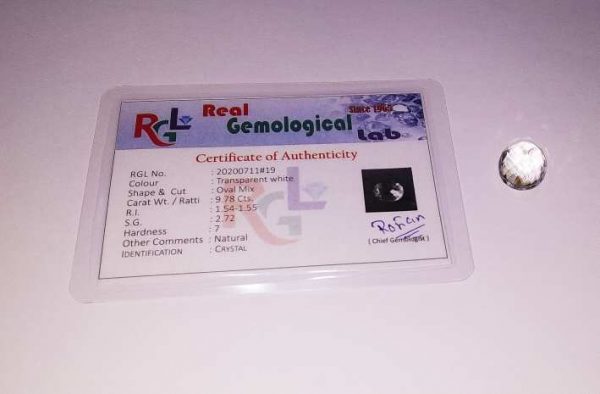 RGL Real Since 1963
Gemological Lab
Certificate of Authenticity
RGL No. : 20200711#19
Colour : Transparent white
Shape & Cut : Oval Mix
Carat Wt. / Ratti : 9.78 Cts.
R.I. : 1.54-1.55
S.G. : 2.72
Hardness : 7
Other Comments : Natural
IDENTIFICATION : CRYSTAL
RGL
Rohan
( Chief Gemologist )